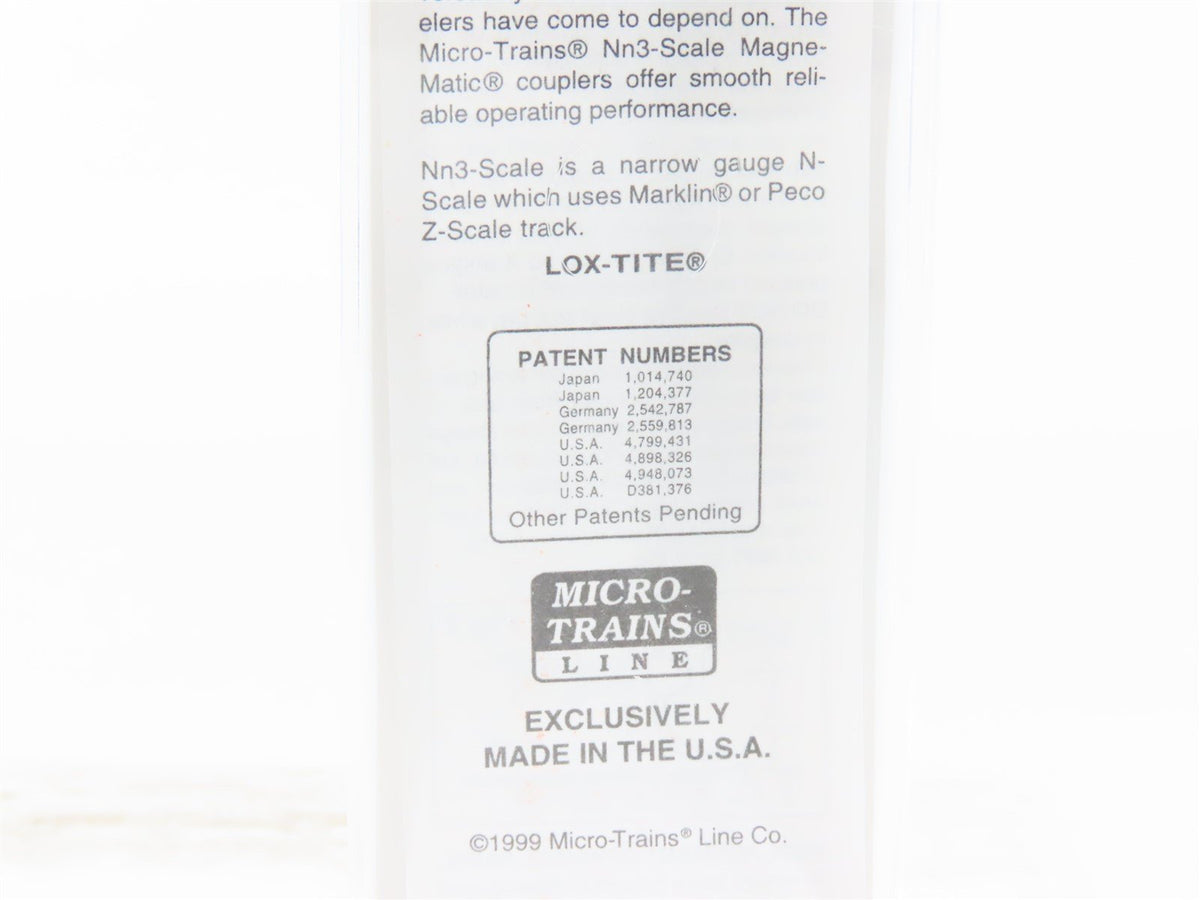 elers have come to depend on. The
Micro-Trains® Nn3-Scale Magne-
Matic® couplers offer smooth reli-
able operating performance.
Nn3-Scale is a narrow gauge N-
Scale which uses Marklin® or Peco
Z-Scale track.
LOX-TITE®
PATENT NUMBERS
Japan 1,014,740
Japan 1,204,377
Germany 2,542,787
Germany 2,559,813
U.S.A. 4,799,431
U.S.A. 4,898,326
U.S.A. 4,948,073
U.S.A. D381,376
Other Patents Pending
MICRO-
TRAINS®
LINE
EXCLUSIVELY
MADE IN THE U.S.A.
©1999 Micro-Trains® Line Co.